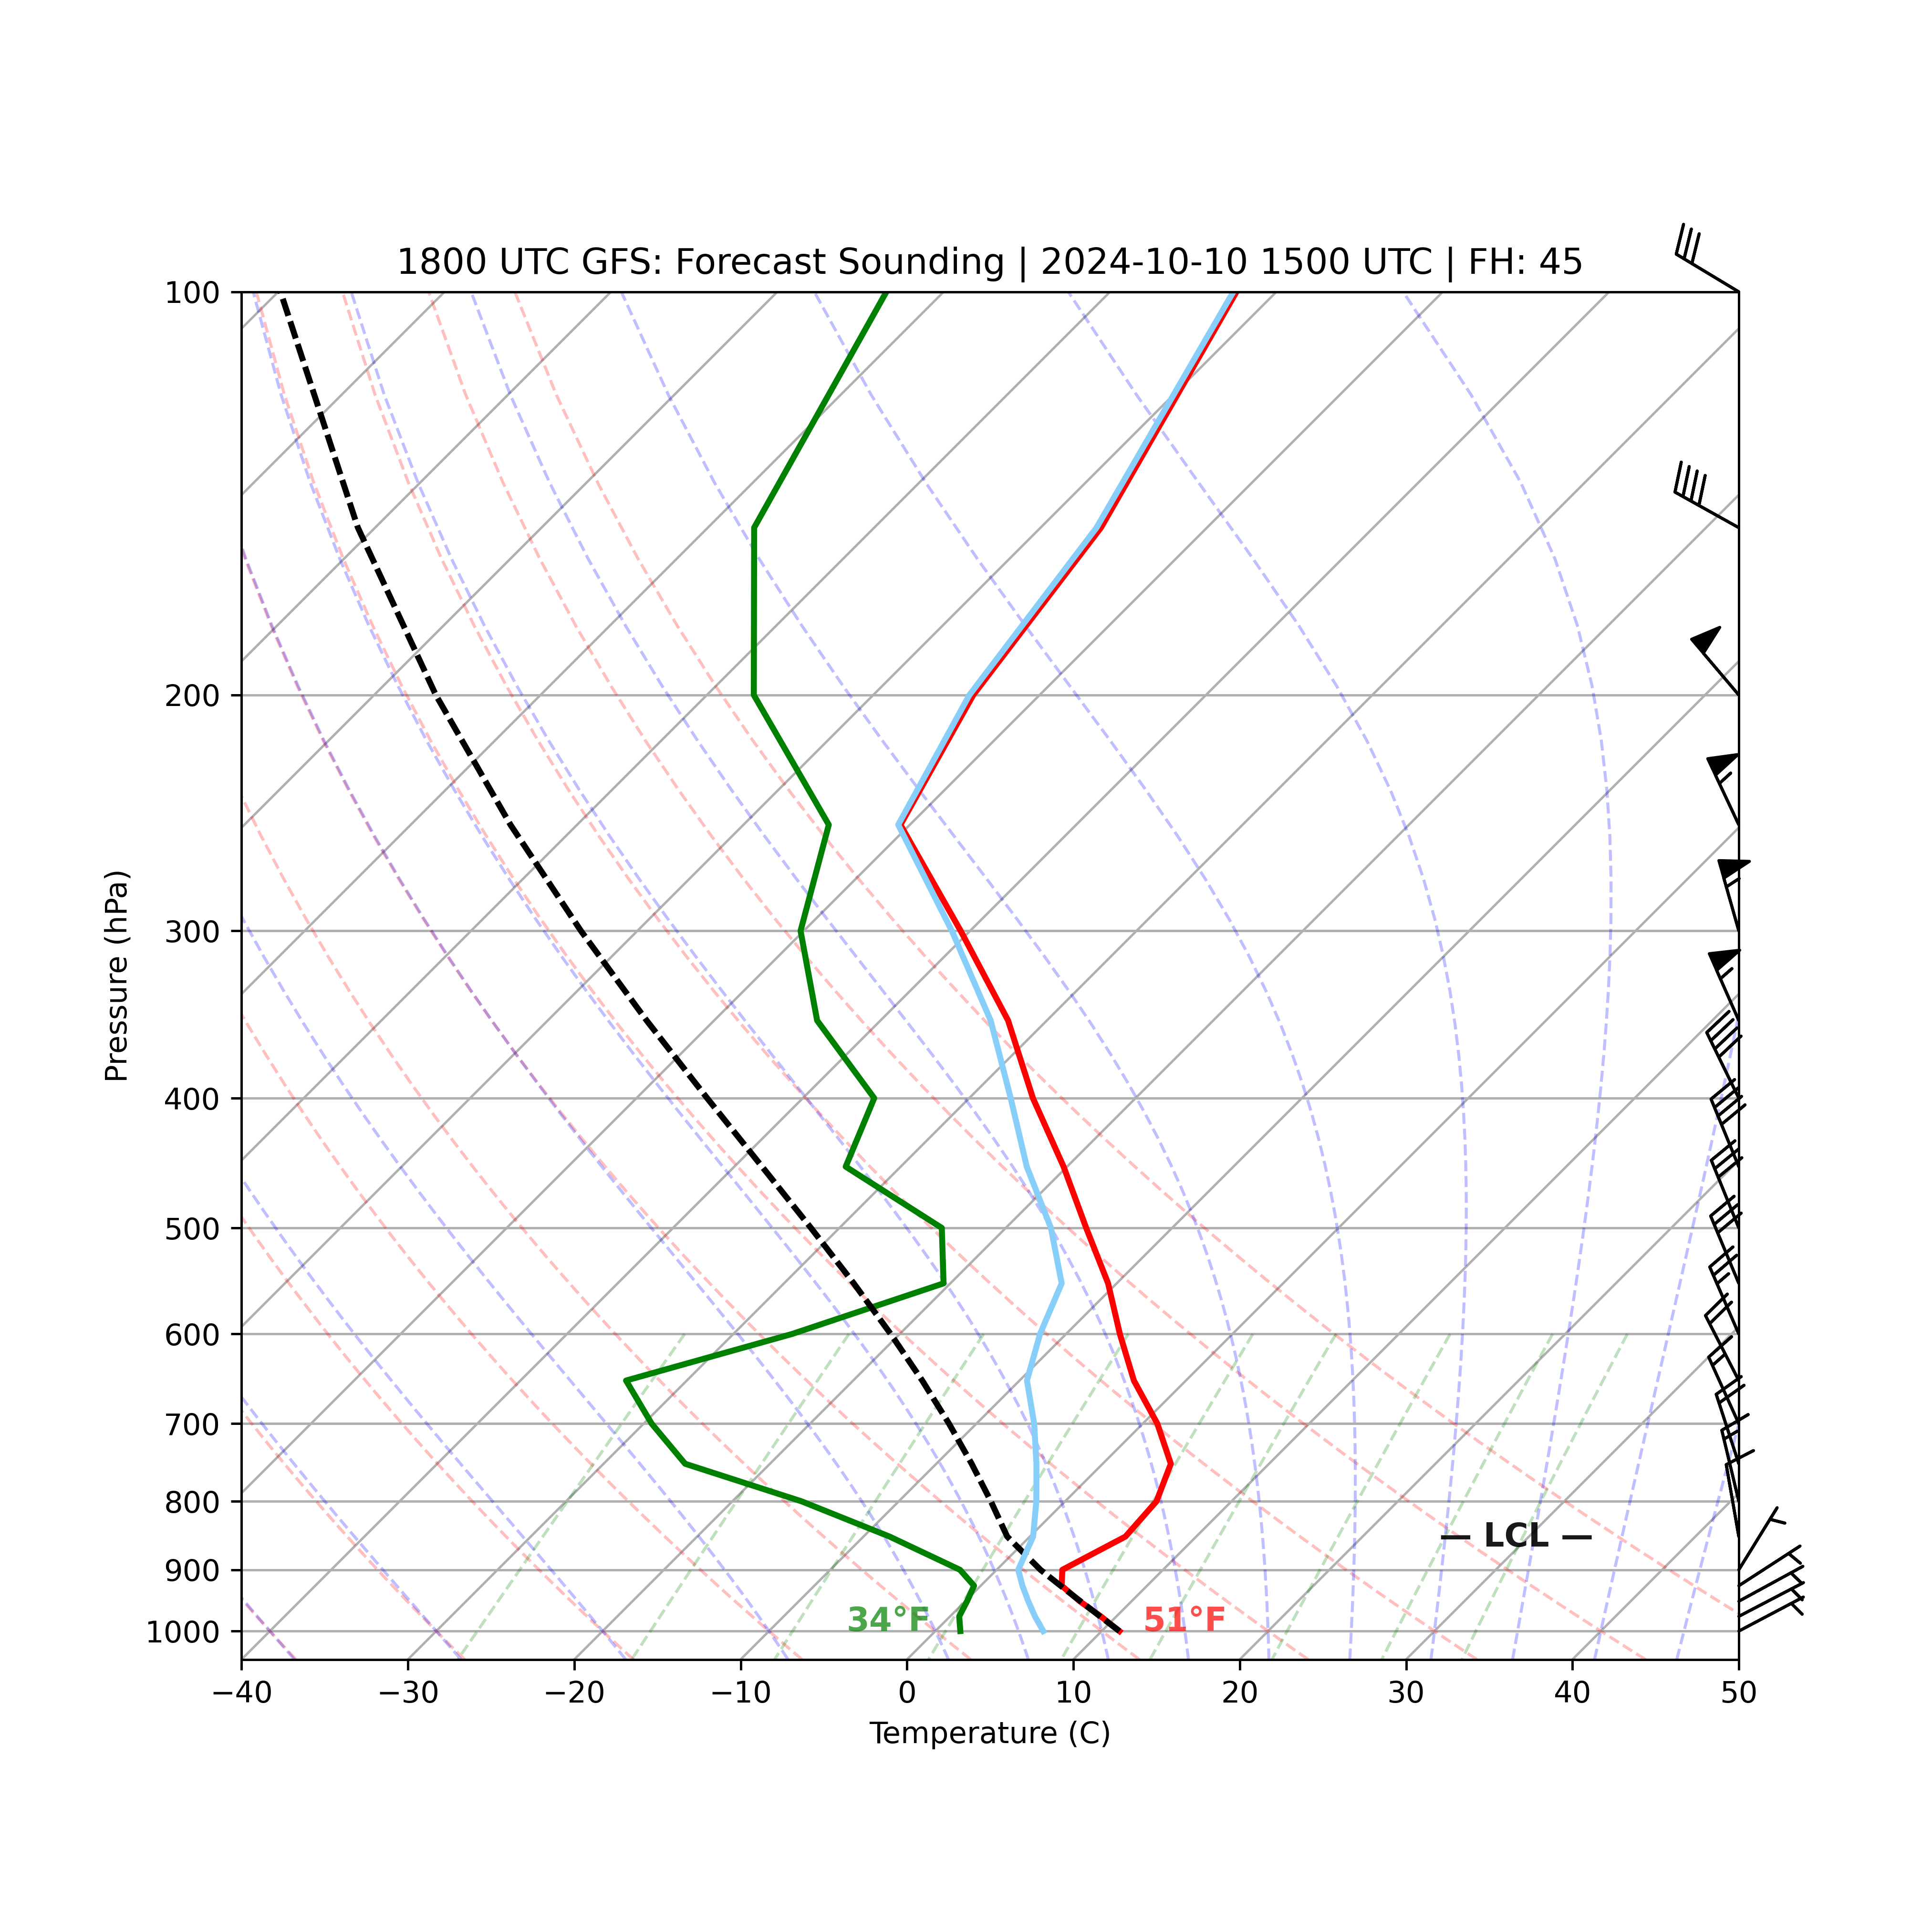 1800 UTC GFS: Forecast Sounding | 2024-10-10 1500 UTC | FH: 45
100
200
300
400
500
600
700
800
900
1000
Pressure (hPa)
— LCL —
34°F
51°F
−40 −30 −20 −10 0 10 20 30 40 50
Temperature (C)